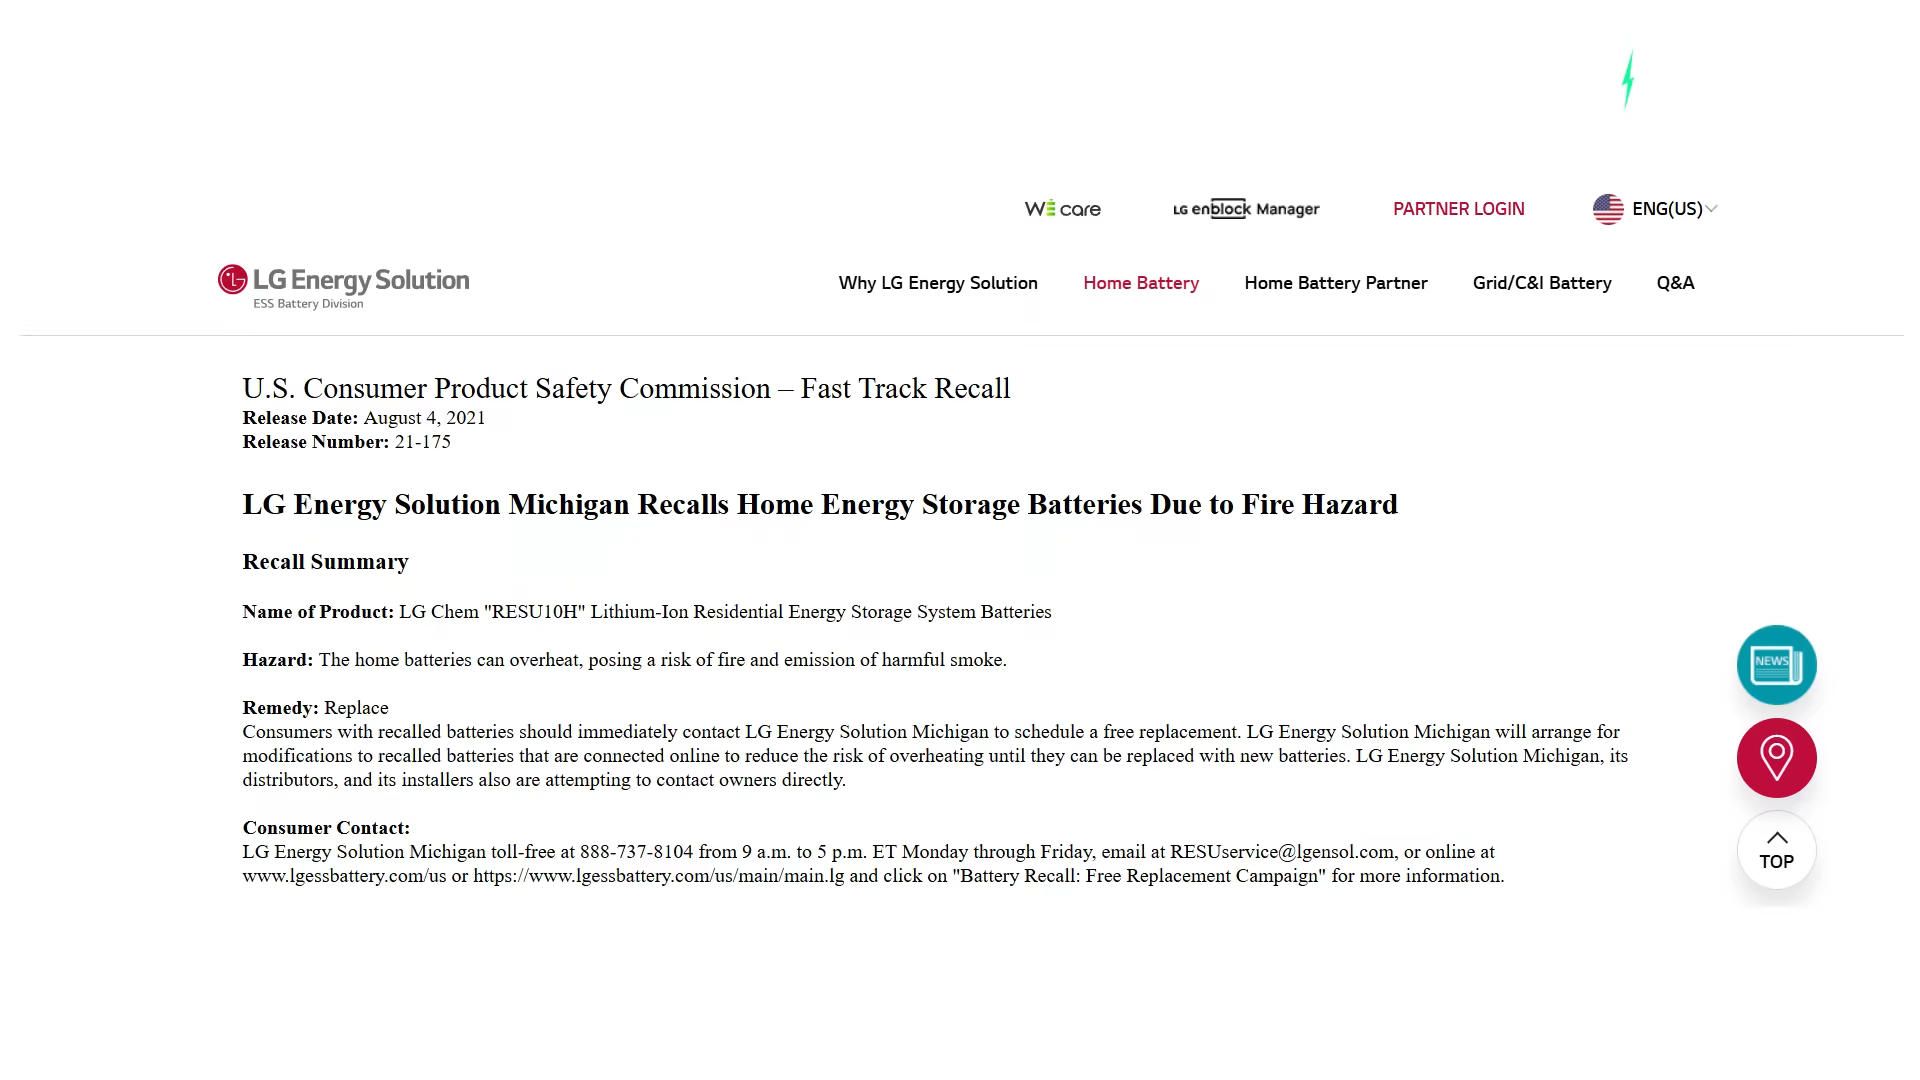 WE care
LG enblock Manager
PARTNER LOGIN
ENG(US)
LG Energy Solution
ESS Battery Division
Why LG Energy Solution
Home Battery
Home Battery Partner
Grid/C&I Battery
Q&A
U.S. Consumer Product Safety Commission – Fast Track Recall
Release Date: August 4, 2021
Release Number: 21-175
LG Energy Solution Michigan Recalls Home Energy Storage Batteries Due to Fire Hazard
Recall Summary
Name of Product: LG Chem "RESU10H" Lithium-Ion Residential Energy Storage System Batteries
Hazard: The home batteries can overheat, posing a risk of fire and emission of harmful smoke.
Remedy: Replace
Consumers with recalled batteries should immediately contact LG Energy Solution Michigan to schedule a free replacement. LG Energy Solution Michigan will arrange for
modifications to recalled batteries that are connected online to reduce the risk of overheating until they can be replaced with new batteries. LG Energy Solution Michigan, its
distributors, and its installers also are attempting to contact owners directly.
Consumer Contact:
LG Energy Solution Michigan toll-free at 888-737-8104 from 9 a.m. to 5 p.m. ET Monday through Friday, email at RESUservice@lgensol.com, or online at
www.lgessbattery.com/us or https://www.lgessbattery.com/us/main/main.lg and click on "Battery Recall: Free Replacement Campaign" for more information.
NEWS
TOP